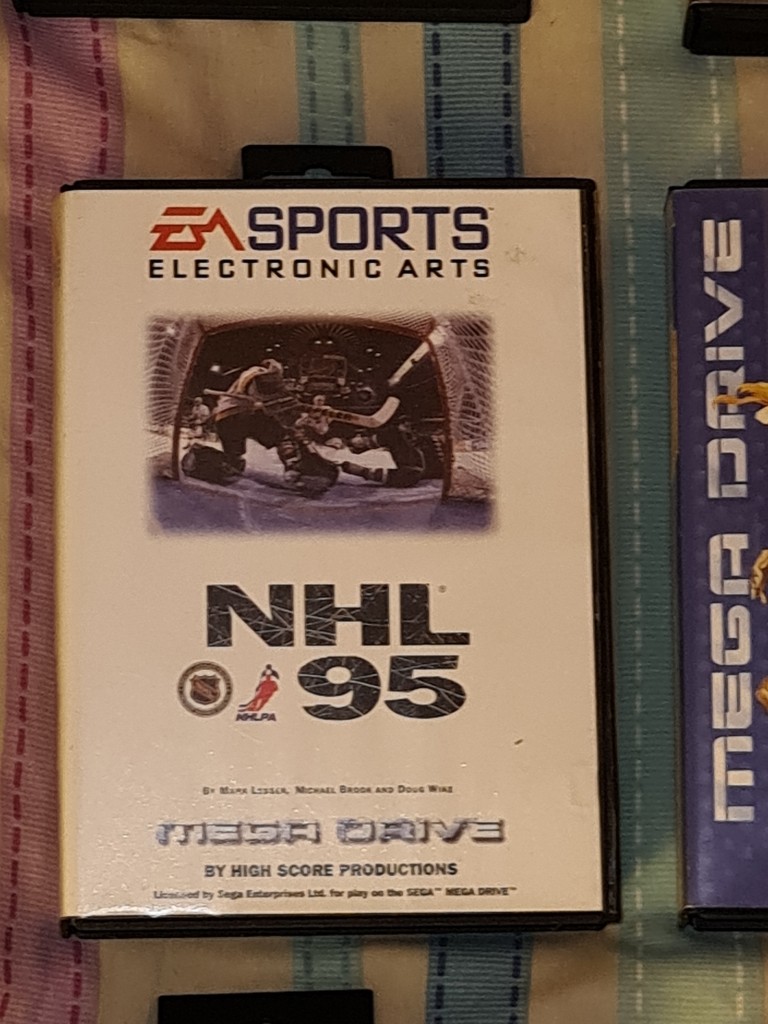 EA SPORTS™
ELECTRONIC ARTS
NHL®
95
NHLPA
By Mark Lesser, Michael Brook and Doug Wike
MEGA DRIVE
BY HIGH SCORE PRODUCTIONS
Licensed by Sega Enterprises Ltd. for play on the SEGA™ MEGA DRIVE™
MEGA DRIVE